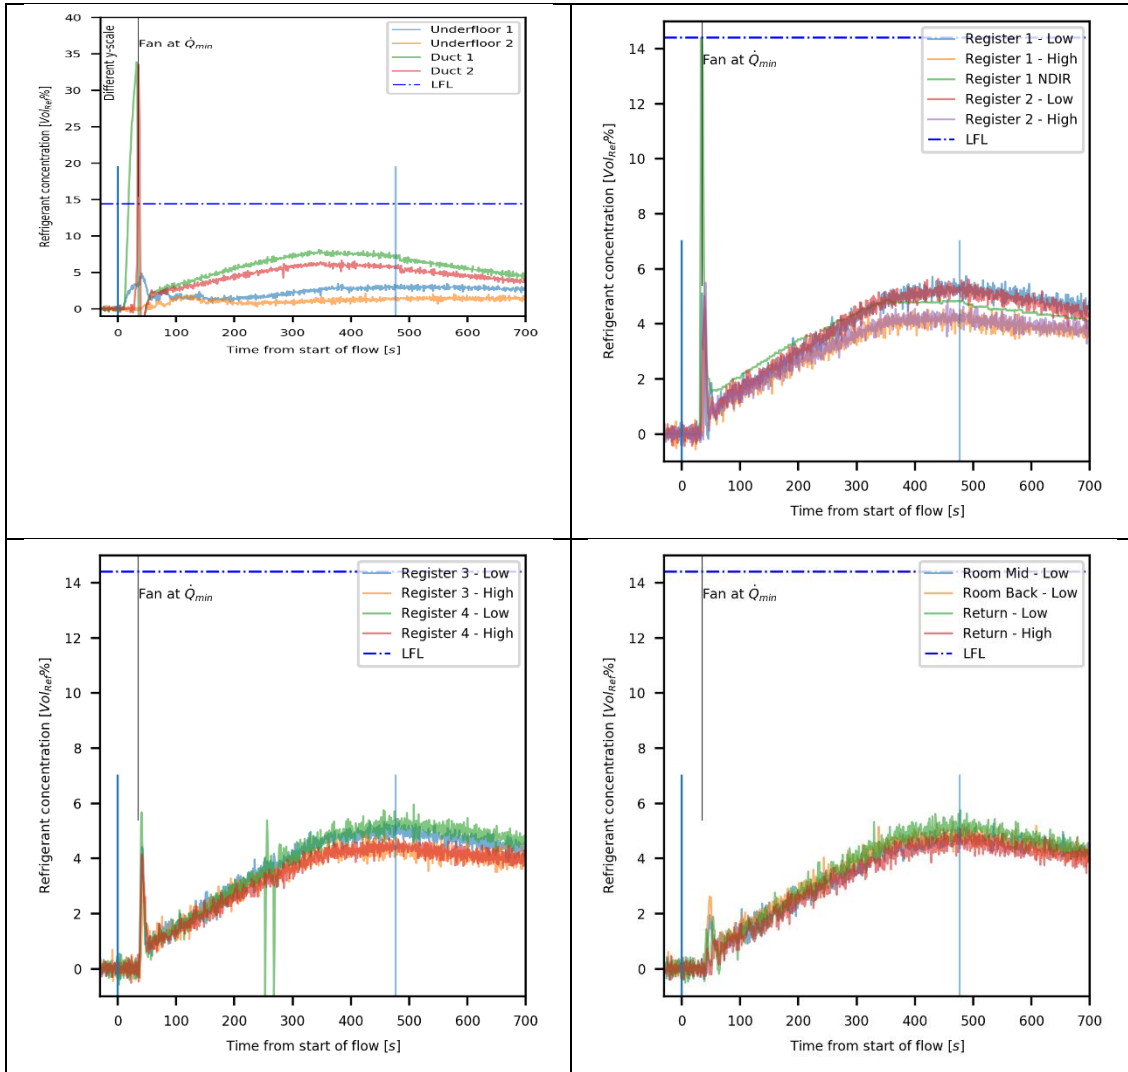 Different y-scale
Fan at Q̇min
Underfloor 1
Underfloor 2
Duct 1
Duct 2
LFL
Refrigerant concentration [VolRef%]
40
35
30
25
20
15
10
5
0
0 100 200 300 400 500 600 700
Time from start of flow [s]
Fan at Q̇min
Register 1 - Low
Register 1 - High
Register 1 NDIR
Register 2 - Low
Register 2 - High
LFL
Refrigerant concentration [VolRef%]
14
12
10
8
6
4
2
0
0 100 200 300 400 500 600 700
Time from start of flow [s]
Fan at Q̇min
Register 3 - Low
Register 3 - High
Register 4 - Low
Register 4 - High
LFL
Refrigerant concentration [VolRef%]
14
12
10
8
6
4
2
0
0 100 200 300 400 500 600 700
Time from start of flow [s]
Fan at Q̇min
Room Mid - Low
Room Back - Low
Return - Low
Return - High
LFL
Refrigerant concentration [VolRef%]
14
12
10
8
6
4
2
0
0 100 200 300 400 500 600 700
Time from start of flow [s]